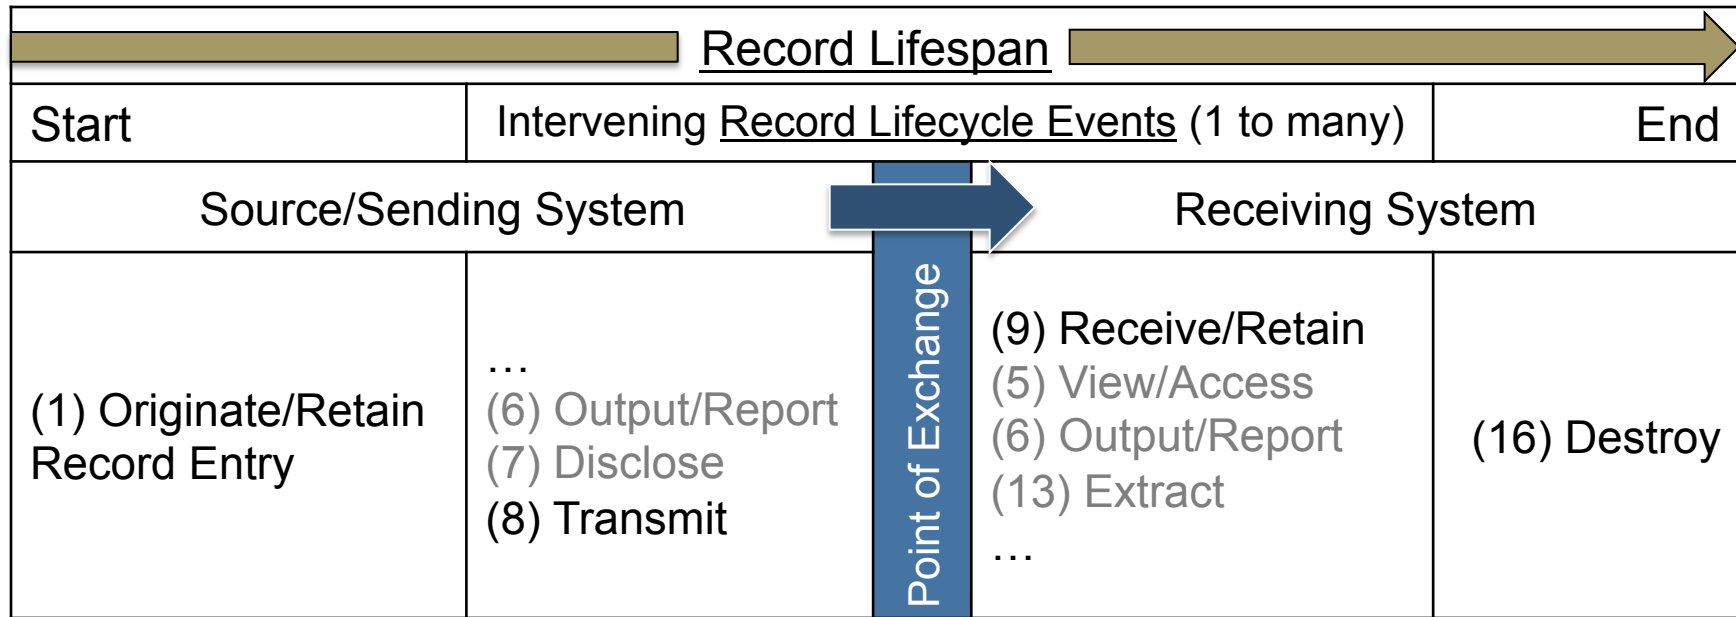 Record Lifespan
Start
Intervening Record Lifecycle Events (1 to many)
End
Source/Sending System
Receiving System
(1) Originate/Retain
Record Entry
…
(6) Output/Report
(7) Disclose
(8) Transmit
Point of Exchange
(9) Receive/Retain
(5) View/Access
(6) Output/Report
(13) Extract
…
(16) Destroy